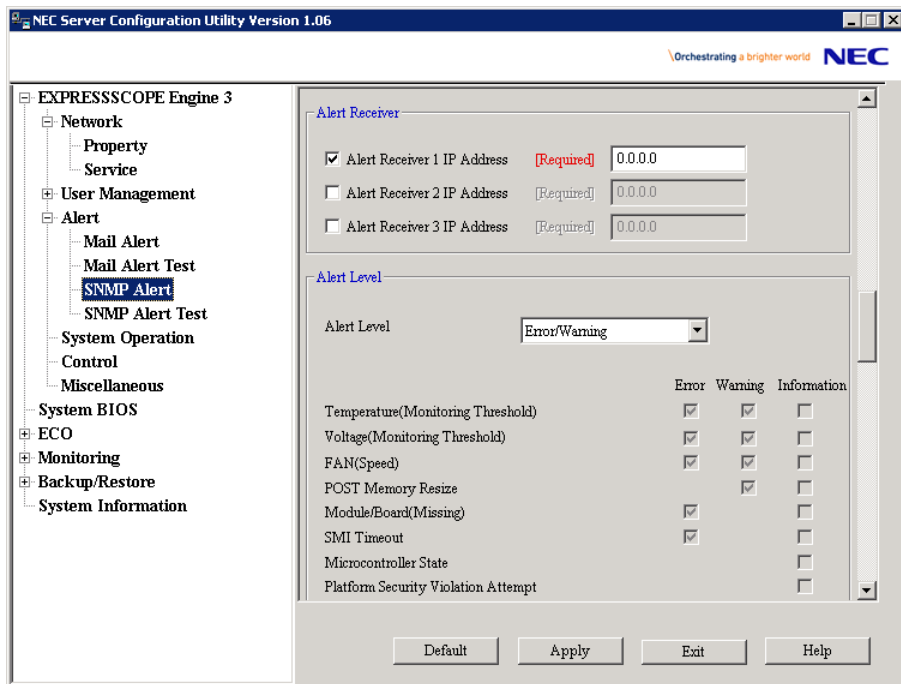 NEC Server Configuration Utility Version 1.06
\Orchestrating a brighter world NEC
EXPRESSSCOPE Engine 3
Network
Property
Service
User Management
Alert
Mail Alert
Mail Alert Test
SNMP Alert
SNMP Alert Test
System Operation
Control
Miscellaneous
System BIOS
ECO
Monitoring
Backup/Restore
System Information
Alert Receiver
Alert Receiver 1 IP Address [Required] 0.0.0.0
Alert Receiver 2 IP Address [Required] 0.0.0.0
Alert Receiver 3 IP Address [Required] 0.0.0.0
Alert Level
Alert Level Error/Warning
Error Warning Information
Temperature(Monitoring Threshold)
Voltage(Monitoring Threshold)
FAN(Speed)
POST Memory Resize
Module/Board(Missing)
SMI Timeout
Microcontroller State
Platform Security Violation Attempt
Default Apply Exit Help